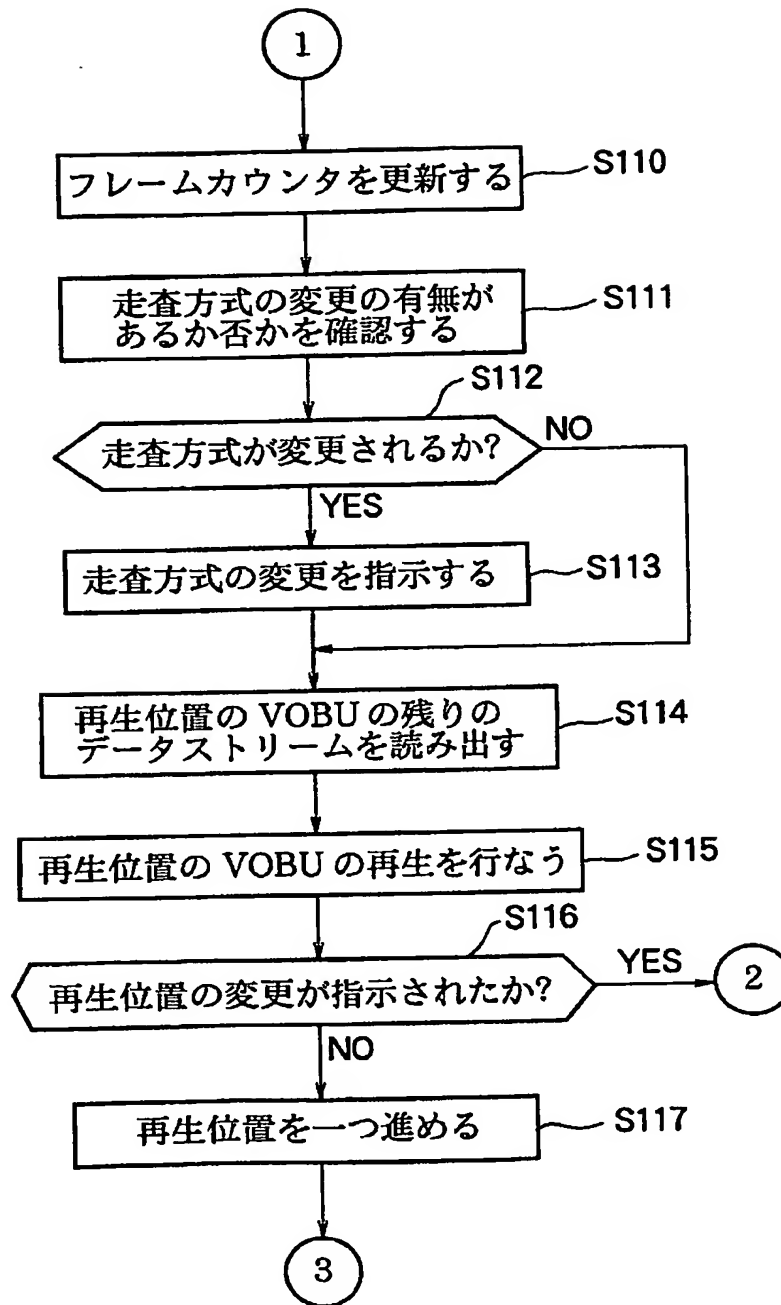 1
フレームカウンタを更新する
S110
走査方式の変更の有無が
あるか否かを確認する
S111
S112
走査方式が変更されるか?
NO
YES
走査方式の変更を指示する
S113
再生位置の VOBU の残りの
データストリームを読み出す
S114
再生位置の VOBU の再生を行なう
S115
S116
再生位置の変更が指示されたか?
YES
2
NO
再生位置を一つ進める
S117
3